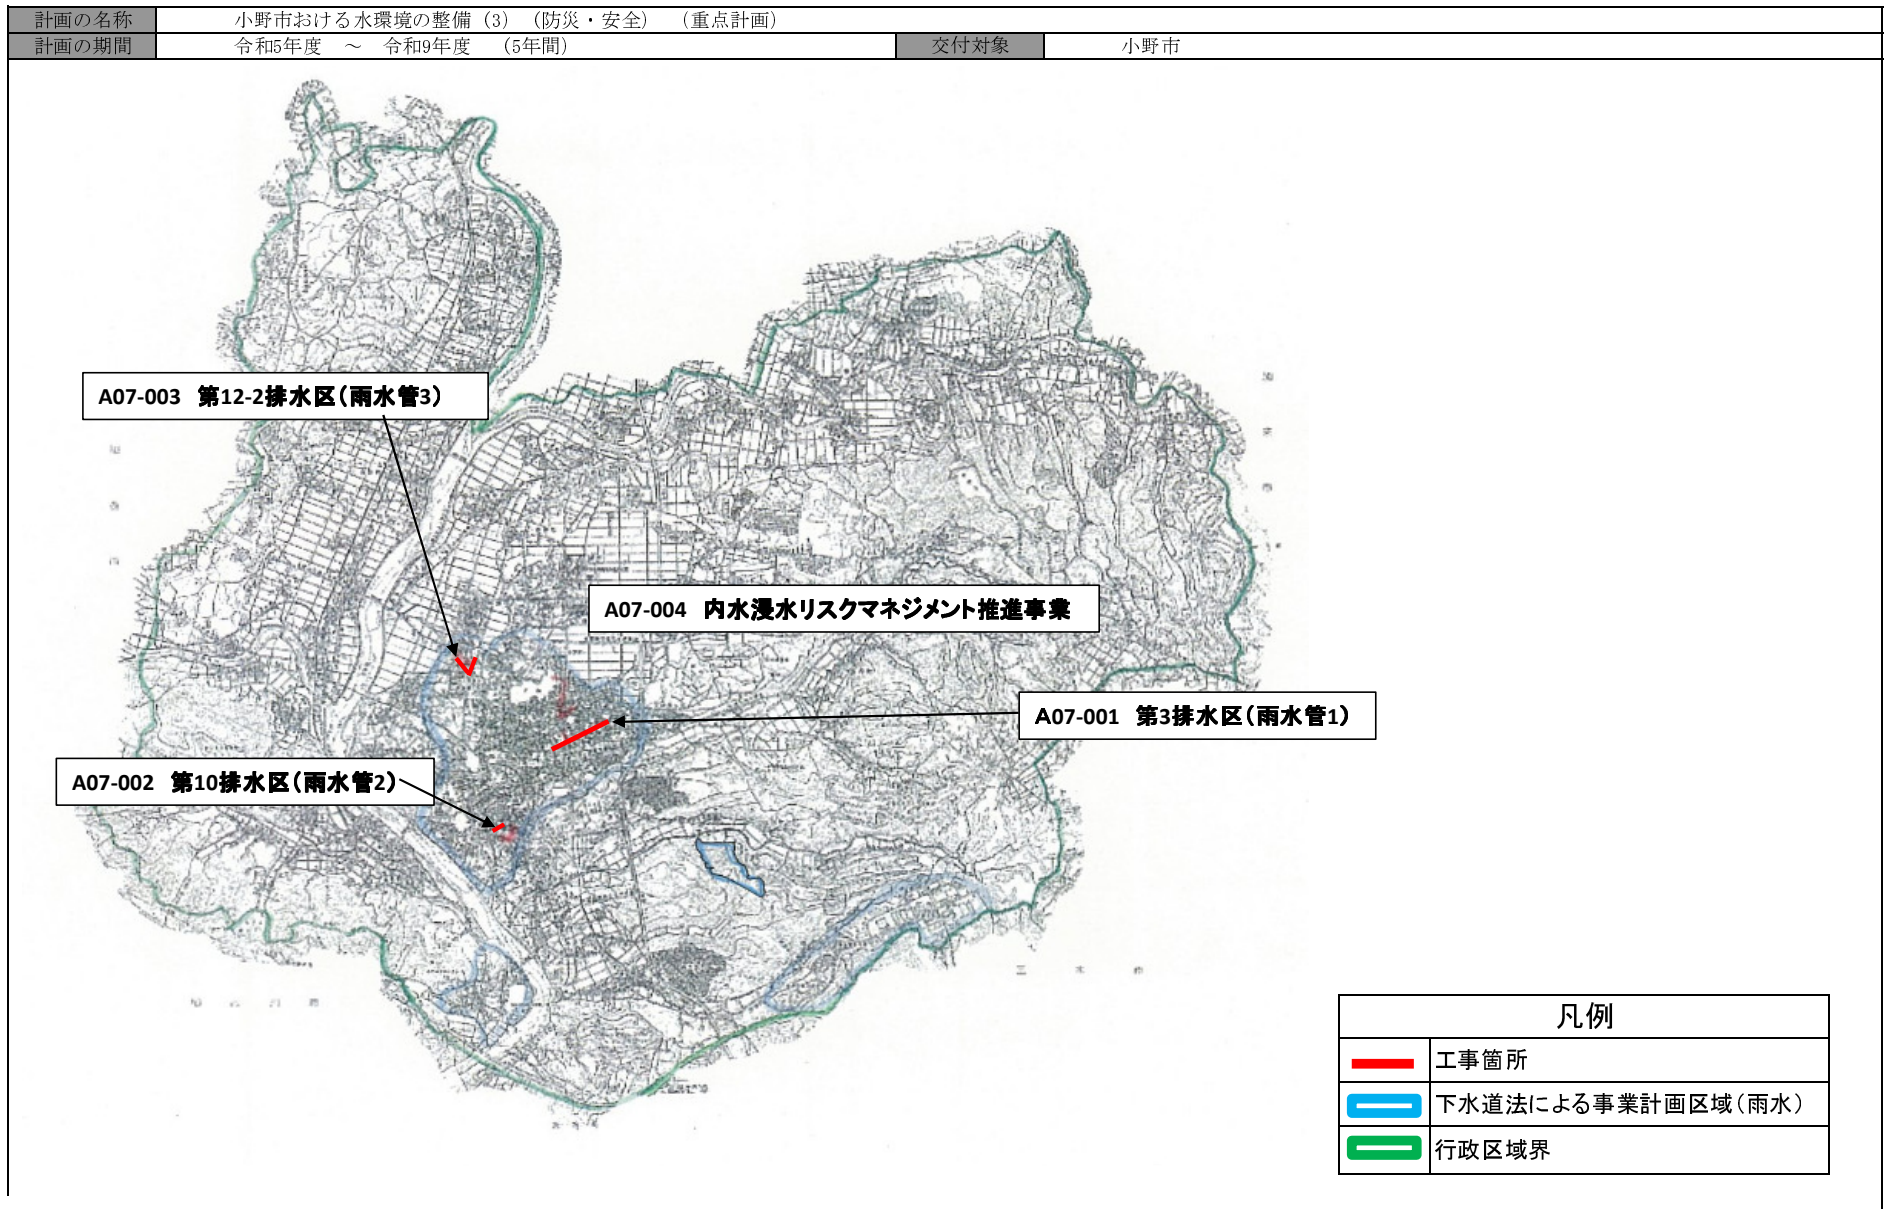 計画の名称 小野市おける水環境の整備（3）（防災・安全）（重点計画）
計画の期間 令和5年度 ～ 令和9年度 （5年間） 交付対象 小野市
A07-003 第12-2排水区（雨水管3）
A07-004 内水浸水リスクマネジメント推進事業
A07-001 第3排水区（雨水管1）
A07-002 第10排水区（雨水管2）
三 木 市
凡例
工事箇所
下水道法による事業計画区域（雨水）
行政区域界